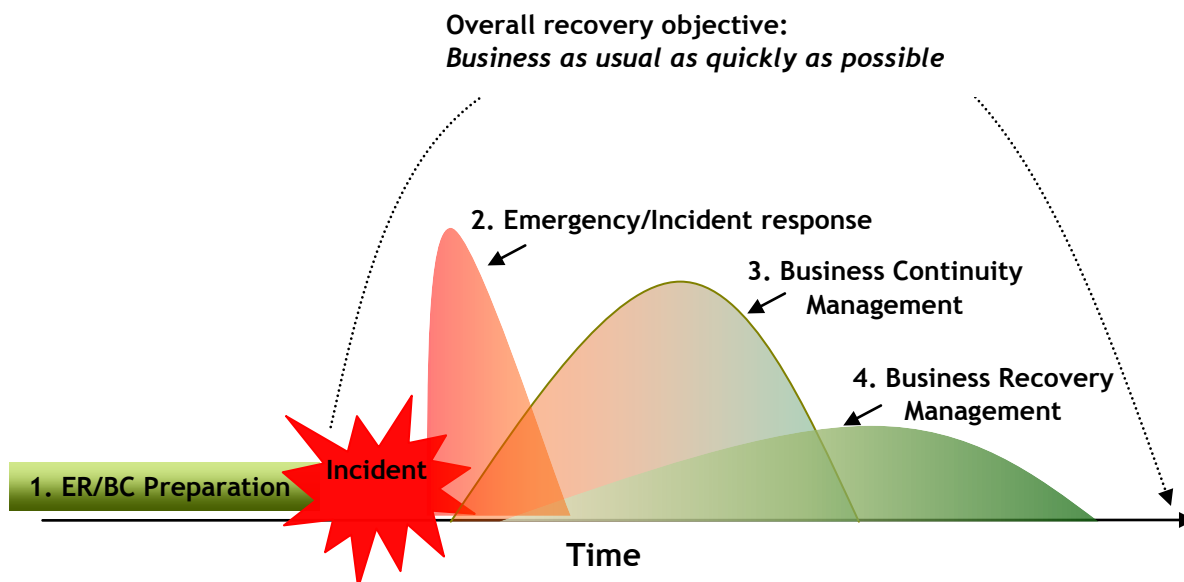 Overall recovery objective:
Business as usual as quickly as possible
2. Emergency/Incident response
3. Business Continuity
Management
4. Business Recovery
Management
Incident
1. ER/BC Preparation
Time